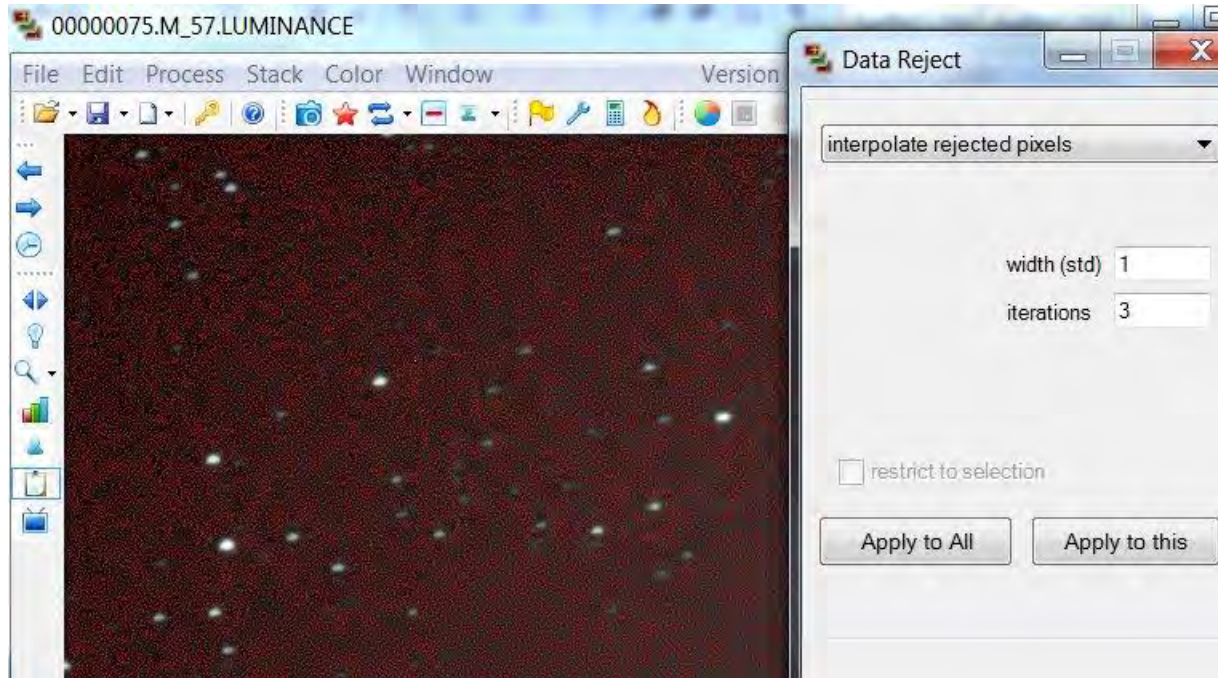 00000075.M_57.LUMINANCE
File Edit Process Stack Color Window Version
Data Reject
interpolate rejected pixels
width (std) 1
iterations 3
restrict to selection
Apply to All Apply to this